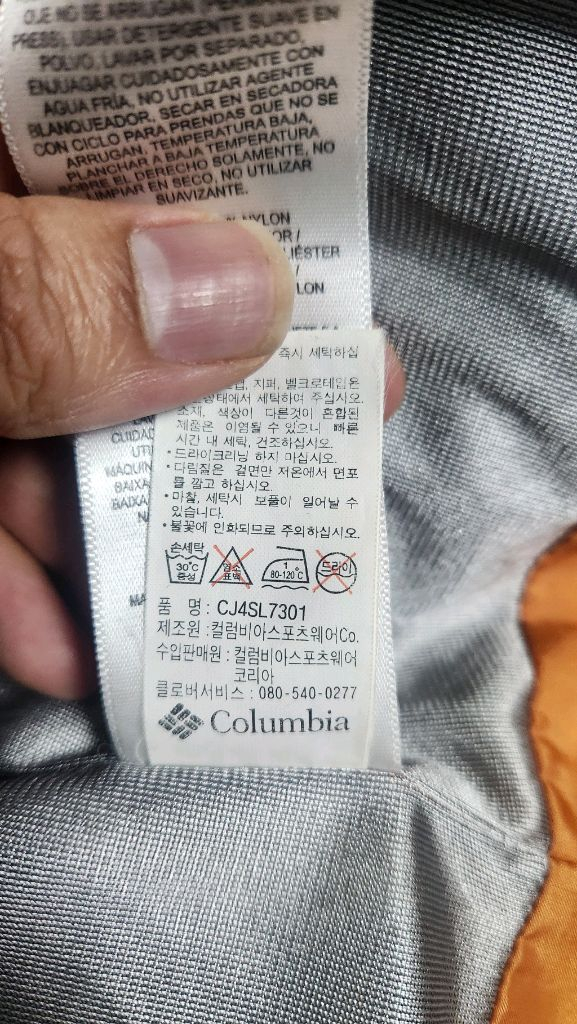 QUE NO SE ARRUGAN (PERMANENT
PRESS), USAR DETERGENTE SUAVE EN
POLVO, LAVAR POR SEPARADO,
ENJUAGAR CUIDADOSAMENTE CON
AGUA FRÍA, NO UTILIZAR AGENTE
BLANQUEADOR, SECAR EN SECADORA
CON CICLO PARA PRENDAS QUE NO SE
ARRUGAN, TEMPERATURA BAJA,
PLANCHAR A BAJA TEMPERATURA
SOBRE EL DERECHO SOLAMENTE, NO
LIMPIAR EN SECO, NO UTILIZAR
SUAVIZANTE.
% NYLON
즉시 세탁하십
지퍼, 벨크로테입은
세탁하여 주십시오.
소재, 색상이 다른것이 혼합된
제품은 이염될 수 있으니 빠른
시간 내 세탁, 건조하십시오.
• 드라이크리닝 하지 마십시오.
• 다림질은 겉면만 저온에서 면포
를 깔고 하십시오.
• 마찰, 세탁시 보풀이 일어날 수
있습니다.
• 불꽃에 인화되므로 주의하십시오.
손세탁
30°C 중성 염소 표백 1 80-120°C 드라이
품 명 : CJ4SL7301
제조원 : 컬럼비아스포츠웨어Co.
수입판매원 : 컬럼비아스포츠웨어
코리아
클로버서비스 : 080-540-0277
Columbia